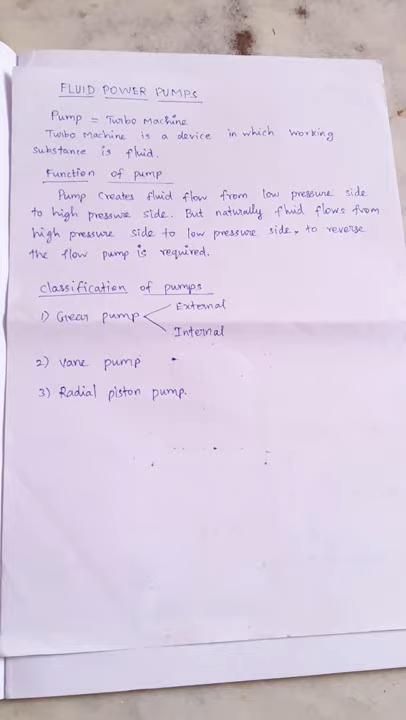 FLUID POWER PUMPS
Pump = Turbo Machine
Turbo Machine is a device in which working
substance is fluid.
Function of pump
Pump creates fluid flow from low pressure side
to high pressure side. But naturally fluid flows from
high pressure side to low pressure side, to reverse
the flow pump is required.
Classification of pumps
External
1) Gear pump
Internal
2) Vane pump
3) Radial piston pump.